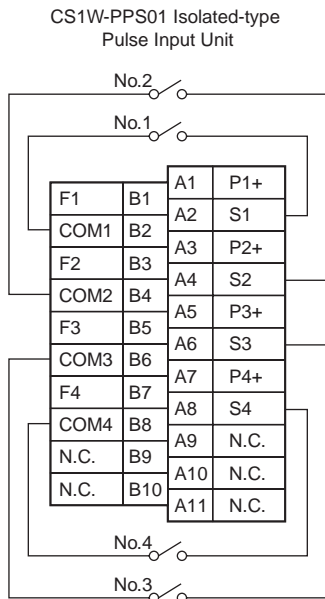 CS1W-PPS01 Isolated-type
Pulse Input Unit
No.2
No.1
A1 P1+
F1 B1
A2 S1
COM1 B2
A3 P2+
F2 B3
A4 S2
COM2 B4
A5 P3+
F3 B5
A6 S3
COM3 B6
A7 P4+
F4 B7
A8 S4
COM4 B8
A9 N.C.
N.C. B9
A10 N.C.
N.C. B10
A11 N.C.
No.4
No.3